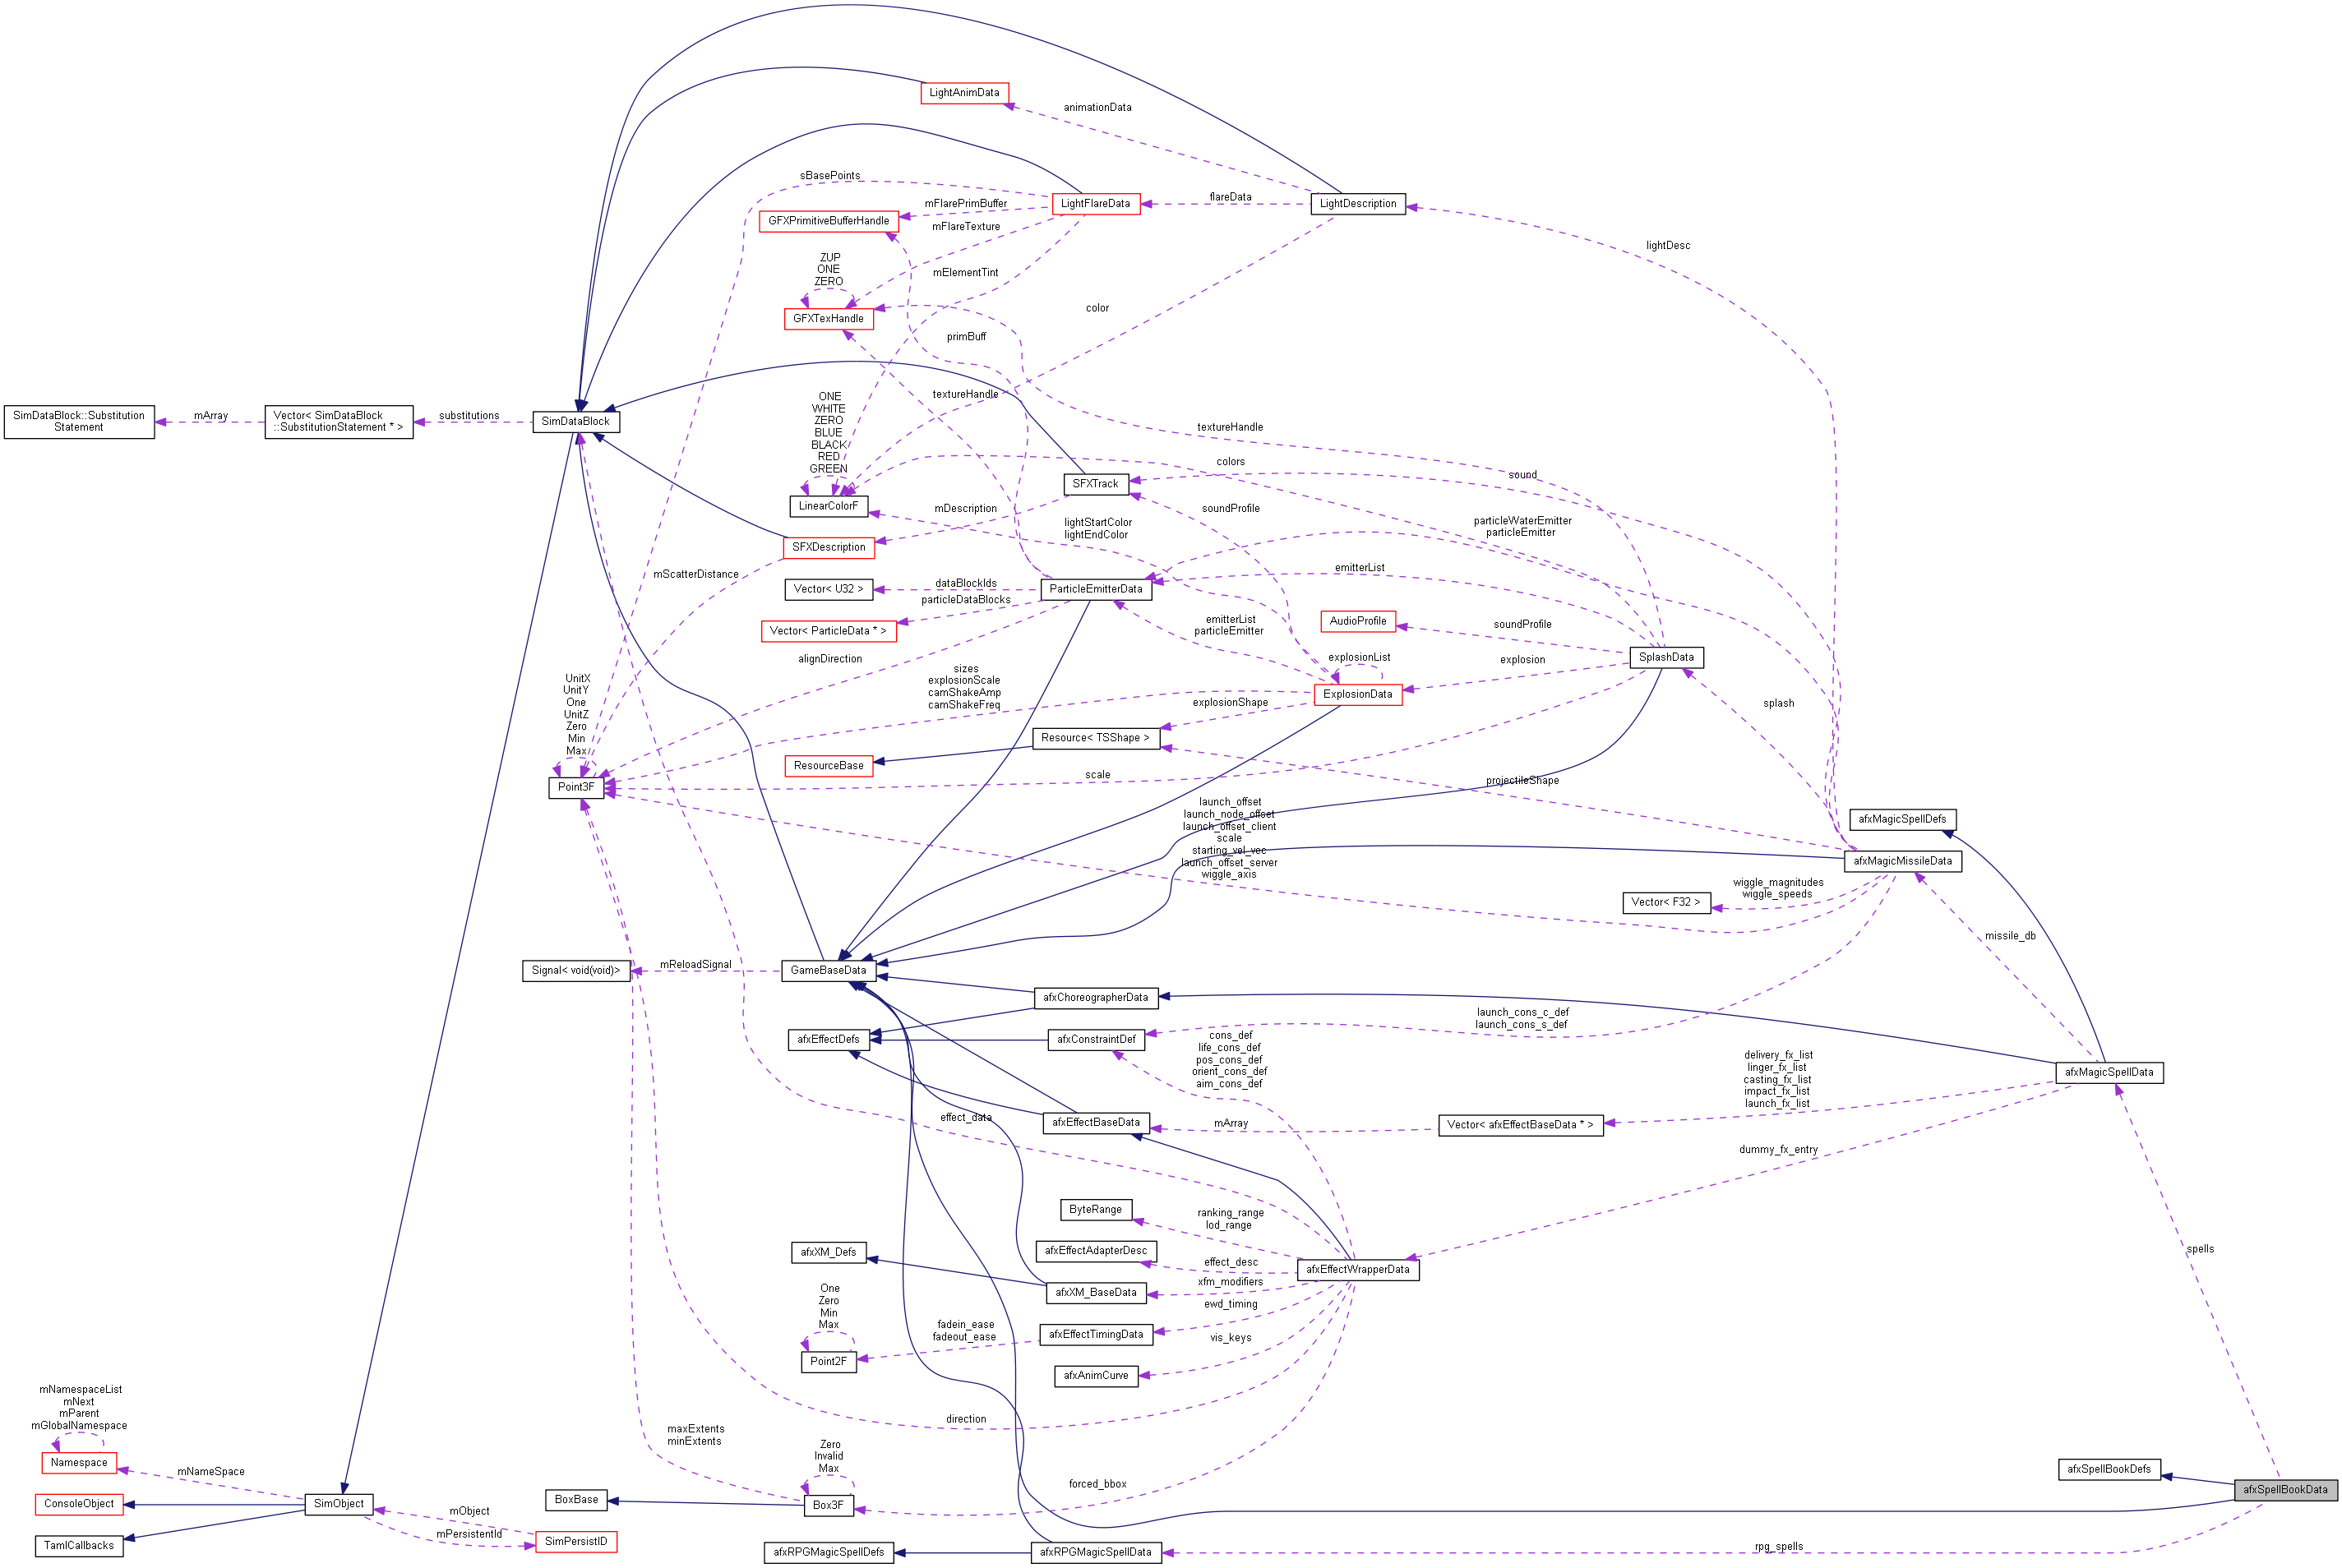 LightAnimData
animationData
sBasePoints
LightFlareData
flareData
LightDescription
mFlarePrimBuffer
GFXPrimitiveBufferHandle
mFlareTexture
lightDesc
ZUP
ONE
ZERO
mElementTint
GFXTexHandle
color
primBuff
textureHandle
SimDataBlock::Substitution
Statement
mArray
Vector< SimDataBlock
::SubstitutionStatement * >
substitutions
SimDataBlock
ONE
WHITE
ZERO
BLUE
BLACK
RED
GREEN
LinearColorF
textureHandle
colors
sound
SFXTrack
mDescription
soundProfile
lightStartColor
lightEndColor
particleWaterEmitter
particleEmitter
SFXDescription
mScatterDistance
emitterList
Vector< U32 >
dataBlockIds
ParticleEmitterData
particleDataBlocks
Vector< ParticleData * >
emitterList
particleEmitter
AudioProfile
soundProfile
alignDirection
explosionList
explosion
SplashData
sizes
explosionScale
camShakeAmp
camShakeFreq
ExplosionData
explosionShape
splash
UnitX
UnitY
One
UnitZ
Zero
Min
Max
Point3F
Resource< TSShape >
ResourceBase
scale
projectileShape
launch_offset
launch_node_offset
launch_offset_client
scale
starting_vel_vec
launch_offset_server
wiggle_axis
afxMagicSpellDefs
afxMagicMissileData
wiggle_magnitudes
wiggle_speeds
Vector< F32 >
missile_db
Signal< void(void)>
mReloadSignal
GameBaseData
afxChoreographerData
launch_cons_c_def
launch_cons_s_def
afxEffectDefs
afxConstraintDef
cons_def
life_cons_def
pos_cons_def
orient_cons_def
aim_cons_def
delivery_fx_list
linger_fx_list
casting_fx_list
impact_fx_list
launch_fx_list
afxMagicSpellData
effect_data
afxEffectBaseData
mArray
Vector< afxEffectBaseData * >
dummy_fx_entry
ByteRange
ranking_range
lod_range
afxXM_Defs
afxEffectAdapterDesc
effect_desc
afxEffectWrapperData
spells
xfm_modifiers
afxXM_BaseData
One
Zero
Min
Max
ewd_timing
fadein_ease
fadeout_ease
afxEffectTimingData
vis_keys
Point2F
afxAnimCurve
mNamespaceList
mNext
mParent
mGlobalNamespace
Namespace
direction
maxExtents
minExtents
Zero
Invalid
Max
mNameSpace
forced_bbox
afxSpellBookDefs
afxSpellBookData
ConsoleObject
SimObject
BoxBase
Box3F
mObject
mPersistentId
SimPersistID
TamlCallbacks
afxRPGMagicSpellDefs
afxRPGMagicSpellData
rpg_spells